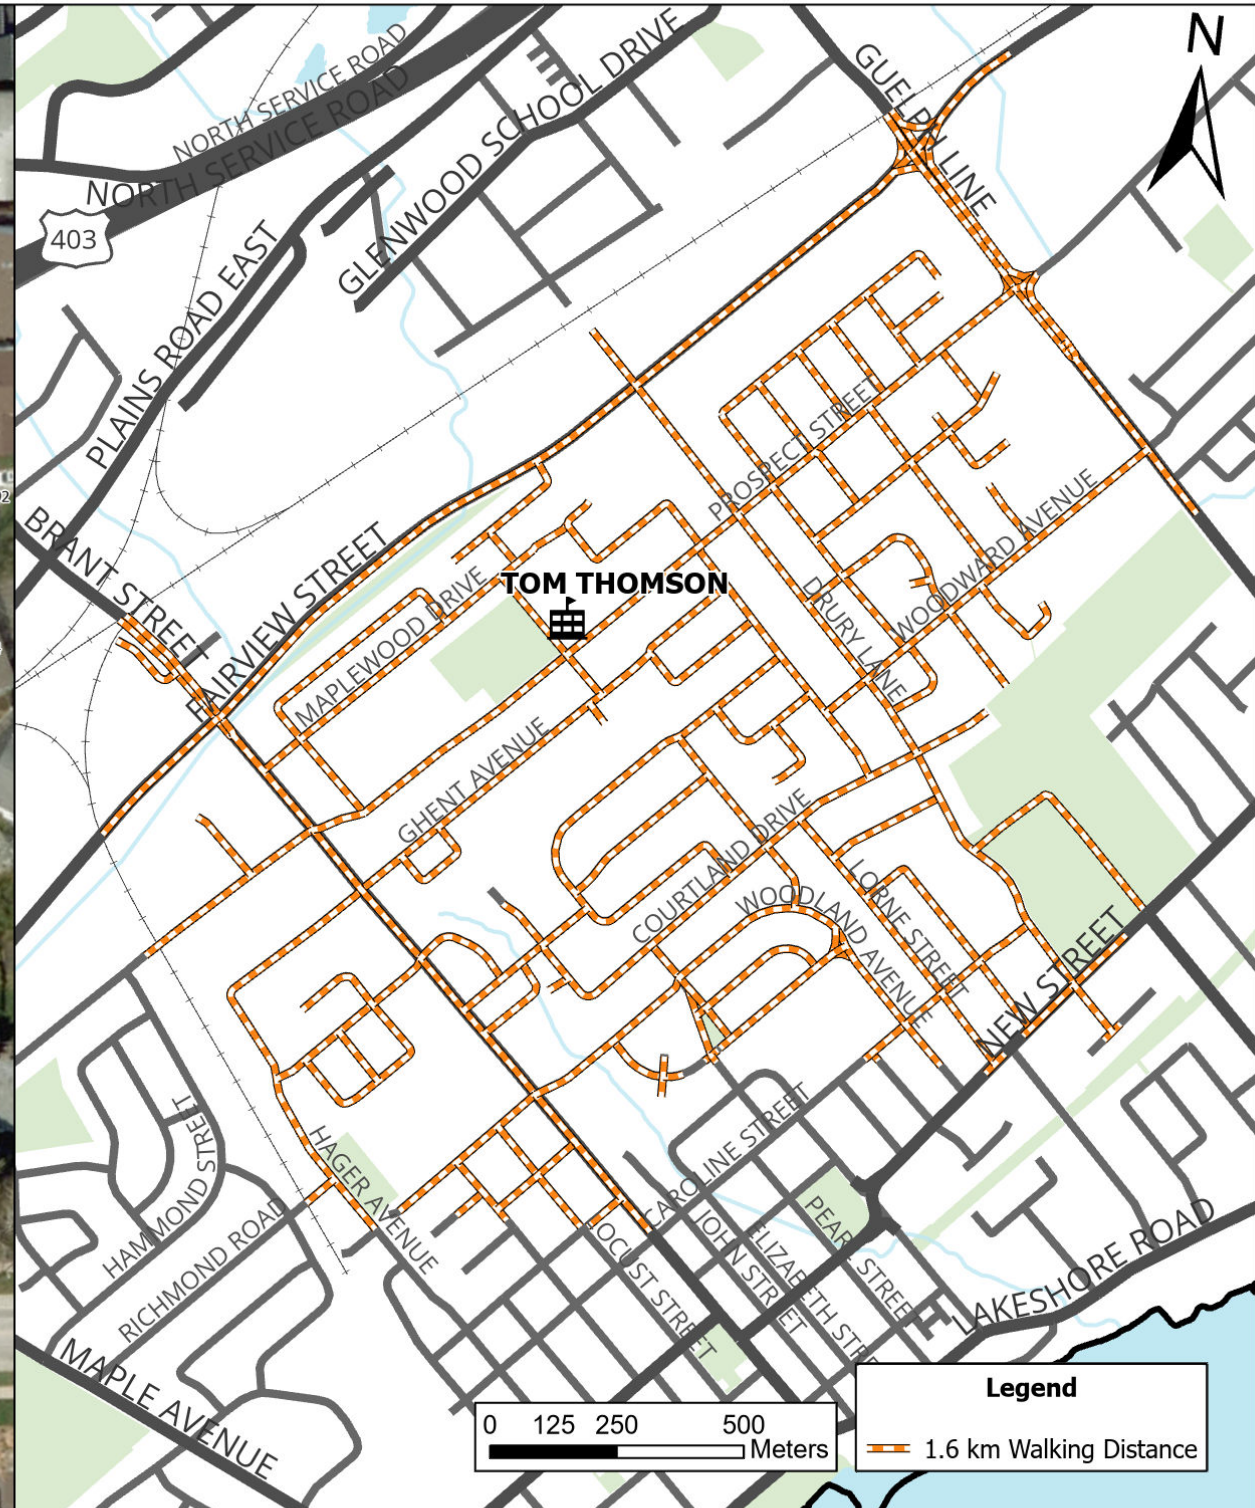 NORTH SERVICE ROAD
NORTH SERVICE ROAD
403
GLENWOOD SCHOOL DRIVE
GUELPH LINE
N
PLAINS ROAD EAST
BRANT STREET
FAIRVIEW STREET
PROSPECT STREET
MAPLEWOOD DRIVE
TOM THOMSON
DRURY LANE
WOODWARD AVENUE
GHENT AVENUE
COURTLAND DRIVE
WOODLAND AVENUE
LORNE STREET
NEW STREET
HAMMOND STREET
HAGER AVENUE
RICHMOND ROAD
CAROLINE STREET
LOCUST STREET
JOHN STREET
ELIZABETH STRE
PEARL STREET
LAKESHORE ROAD
MAPLE AVENUE
0 125 250 500
Meters
Legend
1.6 km Walking Distance